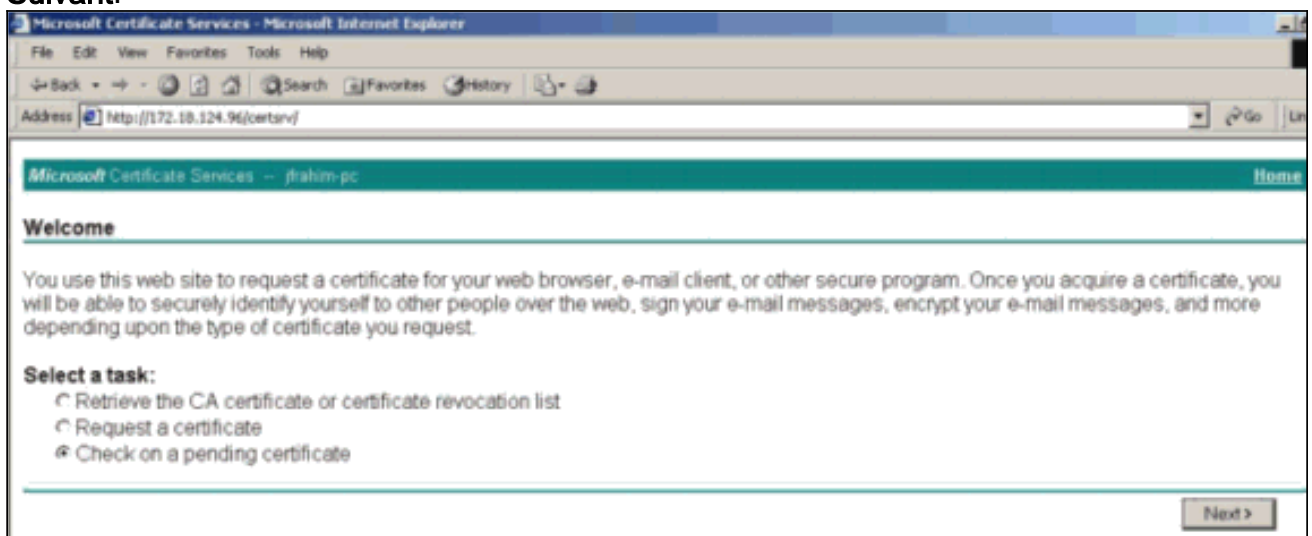 Suivant.
Microsoft Certificate Services - Microsoft Internet Explorer
File Edit View Favorites Tools Help
Back Search Favorites History
Address http://172.18.124.96/certsrv/ Go
Microsoft Certificate Services -- jfrahim-pc Home
Welcome
You use this web site to request a certificate for your web browser, e-mail client, or other secure program. Once you acquire a certificate, you
will be able to securely identify yourself to other people over the web, sign your e-mail messages, encrypt your e-mail messages, and more
depending upon the type of certificate you request.
Select a task:
Retrieve the CA certificate or certificate revocation list
Request a certificate
Check on a pending certificate
Next >